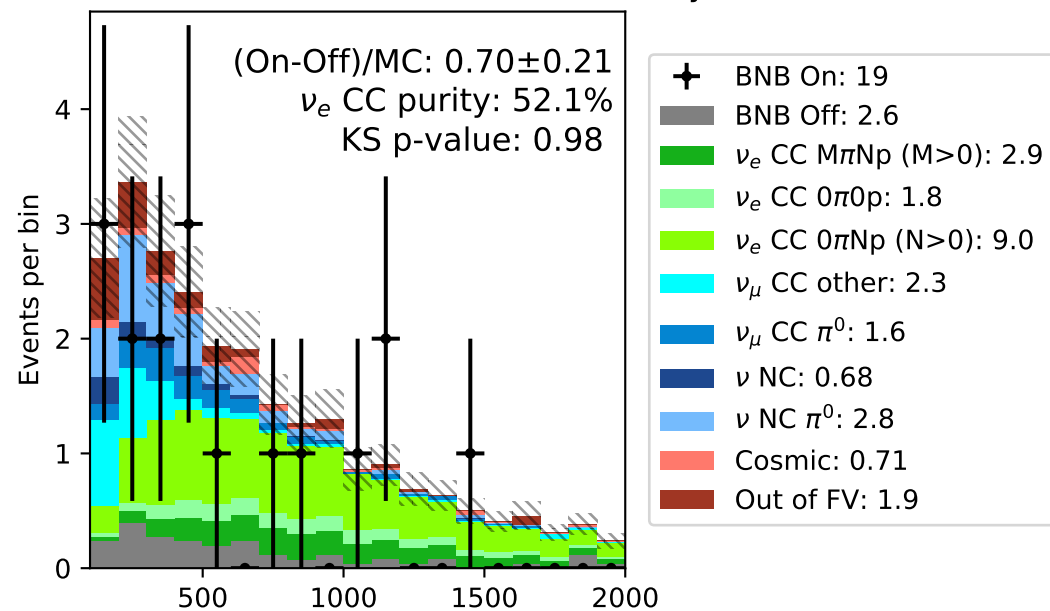 (On-Off)/MC: 0.70±0.21
νe CC purity: 52.1%
KS p-value: 0.98
Events per bin
4
3
2
1
0
500
1000
1500
2000
BNB On: 19
BNB Off: 2.6
νe CC MπNp (M>0): 2.9
νe CC 0π0p: 1.8
νe CC 0πNp (N>0): 9.0
νμ CC other: 2.3
νμ CC π⁰: 1.6
ν NC: 0.68
ν NC π⁰: 2.8
Cosmic: 0.71
Out of FV: 1.9